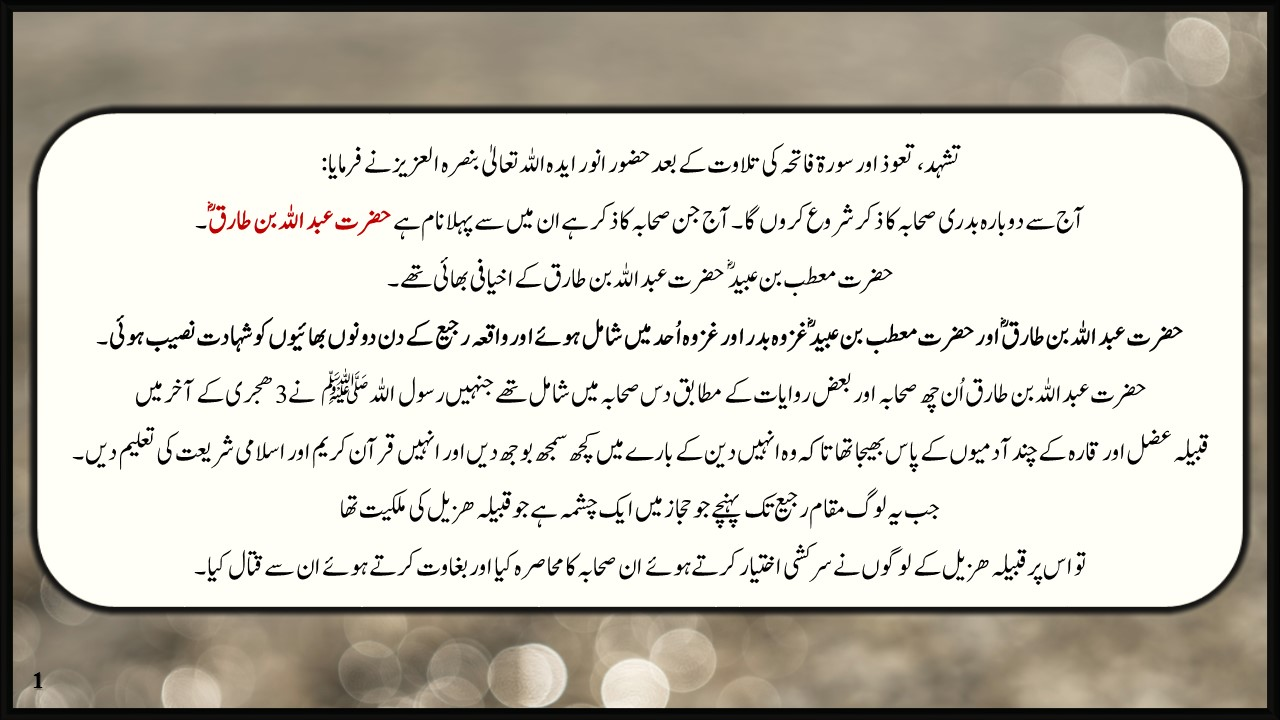 تشہد، تعوذ اور سورۃ فاتحہ کی تلاوت کے بعد حضور انور ایدہ اللہ تعالیٰ بنصرہ العزیز نے فرمایا:
آج سے دوبارہ بدری صحابہ کا ذکر شروع کروں گا۔ آج جن صحابہ کا ذکر ہے ان میں سے پہلا نام ہے حضرت عبد اللہ بن طارقؓ۔
حضرت معطب بن عبیدؓ حضرت عبد اللہ بن طارق کے اخیافی بھائی تھے۔
حضرت عبد اللہ بن طارقؓ اور حضرت معطب بن عبیدؓ غزوہ بدر اور غزوہ اُحد میں شامل ہوئے اور واقعہ رجیع کے دن دونوں بھائیوں کو شہادت نصیب ہوئی۔
حضرت عبد اللہ بن طارق اُن چھ صحابہ اور بعض روایات کے مطابق دس صحابہ میں شامل تھے جنہیں رسول اللہ ﷺ نے 3 ھجری کے آخر میں
قبیلہ عضل اور قارہ کے چند آدمیوں کے پاس بھیجا تھا تا کہ وہ انہیں دین کے بارے میں کچھ سمجھ بوجھ دیں اور انہیں قرآن کریم اور اسلامی شریعت کی تعلیم دیں۔
جب یہ لوگ مقام رجیع تک پہنچے جو حجاز میں ایک چشمہ ہے جو قبیلہ ھزیل کی ملکیت تھا
تو اس پر قبیلہ ھزیل کے لوگوں نے سرکشی اختیار کرتے ہوئے ان صحابہ کا محاصرہ کیا اور بغاوت کرتے ہوئے ان سے قتال کیا۔
1